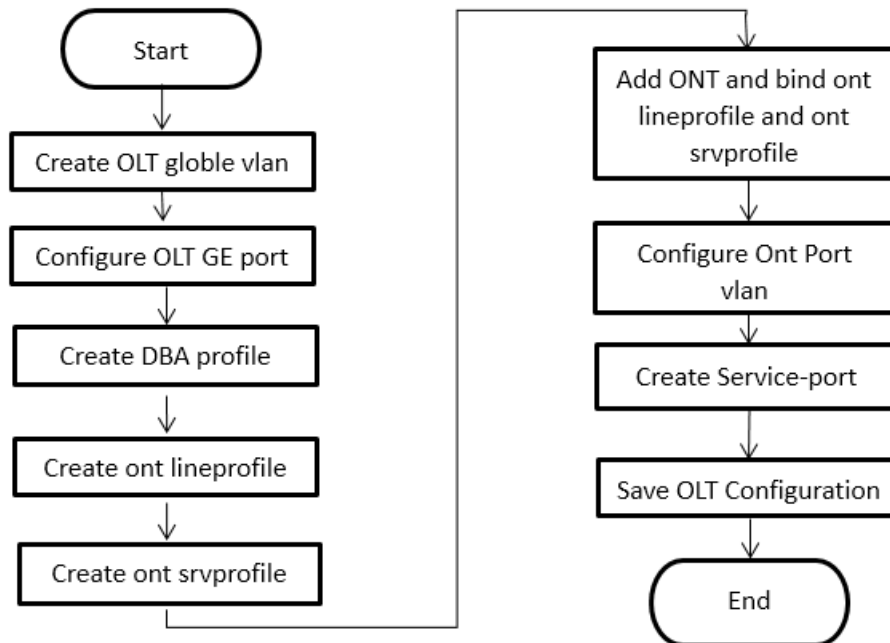 Start
Create OLT globle vlan
Configure OLT GE port
Create DBA profile
Create ont lineprofile
Create ont srvprofile
Add ONT and bind ont
lineprofile and ont
srvprofile
Configure Ont Port
vlan
Create Service-port
Save OLT Configuration
End